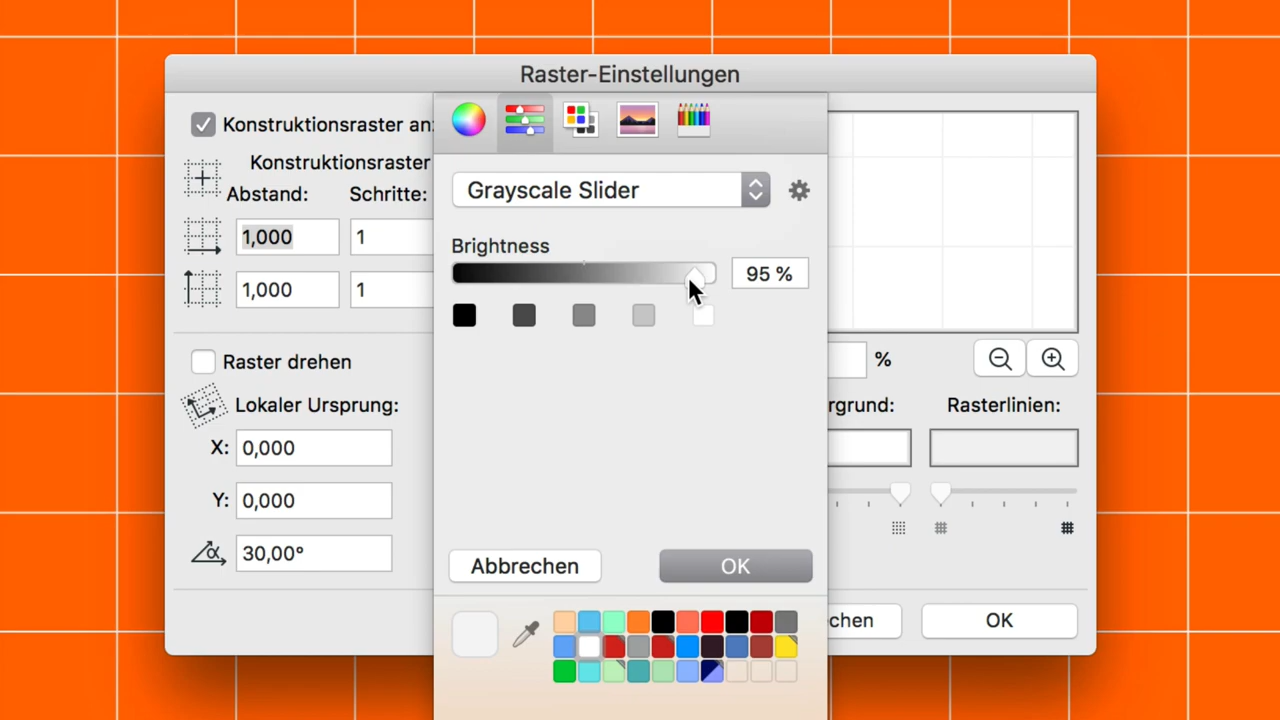 Raster-Einstellungen
Konstruktionsraster an
Konstruktionsraster
Abstand: Schritte:
1,000 1
1,000 1
Raster drehen
Lokaler Ursprung:
X: 0,000
Y: 0,000
30,00°
Grayscale Slider
Brightness
95 %
Abbrechen OK
%
rgrund: Rasterlinien:
chen OK